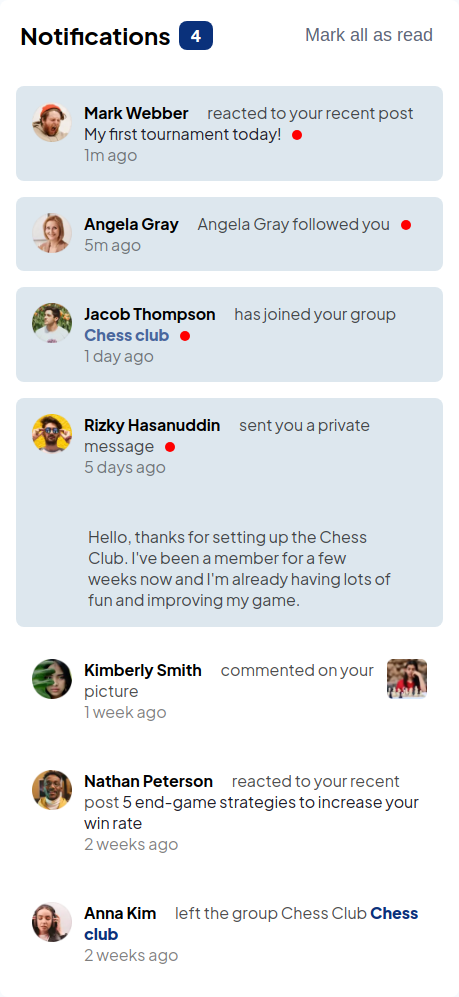 Notifications 4 Mark all as read
Mark Webber reacted to your recent post
My first tournament today!
1m ago
Angela Gray Angela Gray followed you
5m ago
Jacob Thompson has joined your group
Chess club
1 day ago
Rizky Hasanuddin sent you a private
message
5 days ago
Hello, thanks for setting up the Chess
Club. I've been a member for a few
weeks now and I'm already having lots of
fun and improving my game.
Kimberly Smith commented on your
picture
1 week ago
Nathan Peterson reacted to your recent
post 5 end-game strategies to increase your
win rate
2 weeks ago
Anna Kim left the group Chess Club Chess
club
2 weeks ago